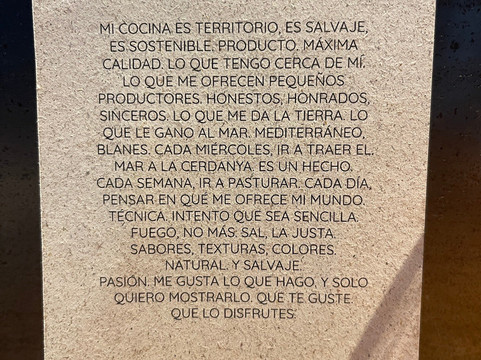 MI COCINA ES TERRITORIO, ES SALVAJE,
ES SOSTENIBLE. PRODUCTO. MÁXIMA
CALIDAD. LO QUE TENGO CERCA DE MÍ.
LO QUE ME OFRECEN PEQUEÑOS
PRODUCTORES. HONESTOS, HONRADOS,
SINCEROS. LO QUE ME DA LA TIERRA. LO
QUE LE GANO AL MAR. MEDITERRÁNEO,
BLANES. CADA MIÉRCOLES, IR A TRAER EL
MAR A LA CERDANYA. ES UN HECHO.
CADA SEMANA, IR A PASTURAR. CADA DÍA,
PENSAR EN QUÉ ME OFRECE MI MUNDO.
TÉCNICA. INTENTO QUE SEA SENCILLA.
FUEGO, NO MÁS. SAL, LA JUSTA.
SABORES, TEXTURAS, COLORES.
NATURAL. Y SALVAJE.
PASIÓN. ME GUSTA LO QUE HAGO, Y SOLO
QUIERO MOSTRARLO. QUE TE GUSTE.
QUE LO DISFRUTES.